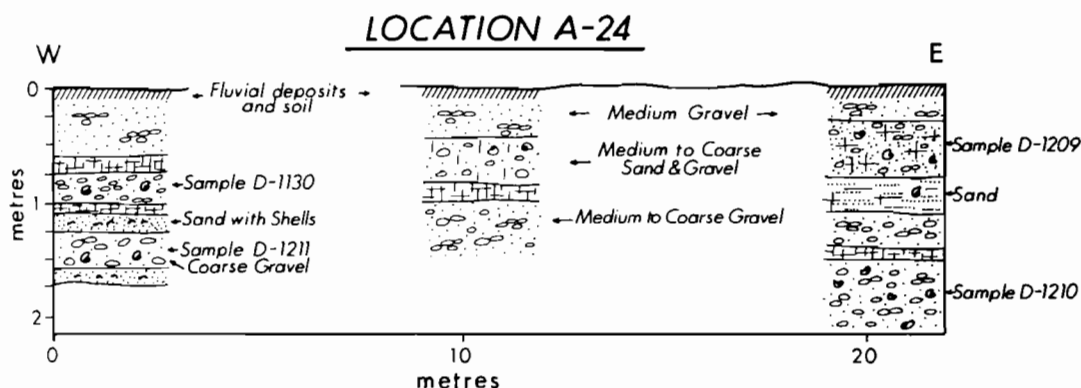 LOCATION A-24
W
E
Fluvial deposits
and soil
Medium Gravel
Medium to Coarse
Sand & Gravel
Medium to Coarse Gravel
Sample D-1130
Sand with Shells
Sample D-1211
Coarse Gravel
Sample D-1209
Sand
Sample D-1210
metres
0
1
2
0
10
20
metres